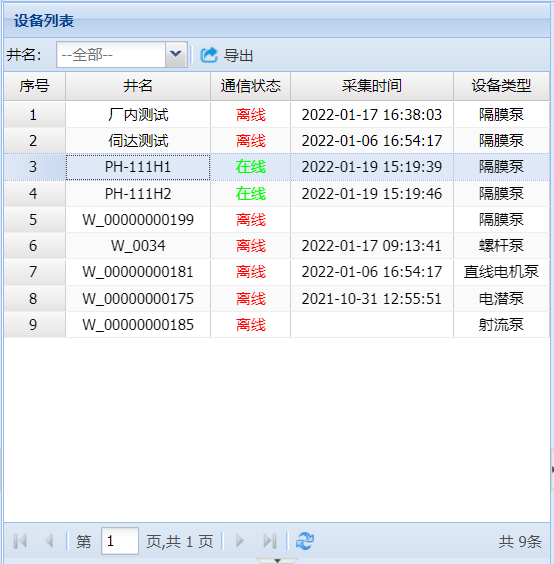 设备列表
井名: --全部-- 导出
序号 井名 通信状态 采集时间 设备类型
1 厂内测试 离线 2022-01-17 16:38:03 隔膜泵
2 伺达测试 离线 2022-01-06 16:54:17 隔膜泵
3 PH-111H1 在线 2022-01-19 15:19:39 隔膜泵
4 PH-111H2 在线 2022-01-19 15:19:46 隔膜泵
5 W_00000000199 离线 隔膜泵
6 W_0034 离线 2022-01-17 09:13:41 螺杆泵
7 W_00000000181 离线 2022-01-06 16:54:17 直线电机泵
8 W_00000000175 离线 2021-10-31 12:55:51 电潜泵
9 W_00000000185 离线 射流泵
第 1 页,共 1 页 共 9条